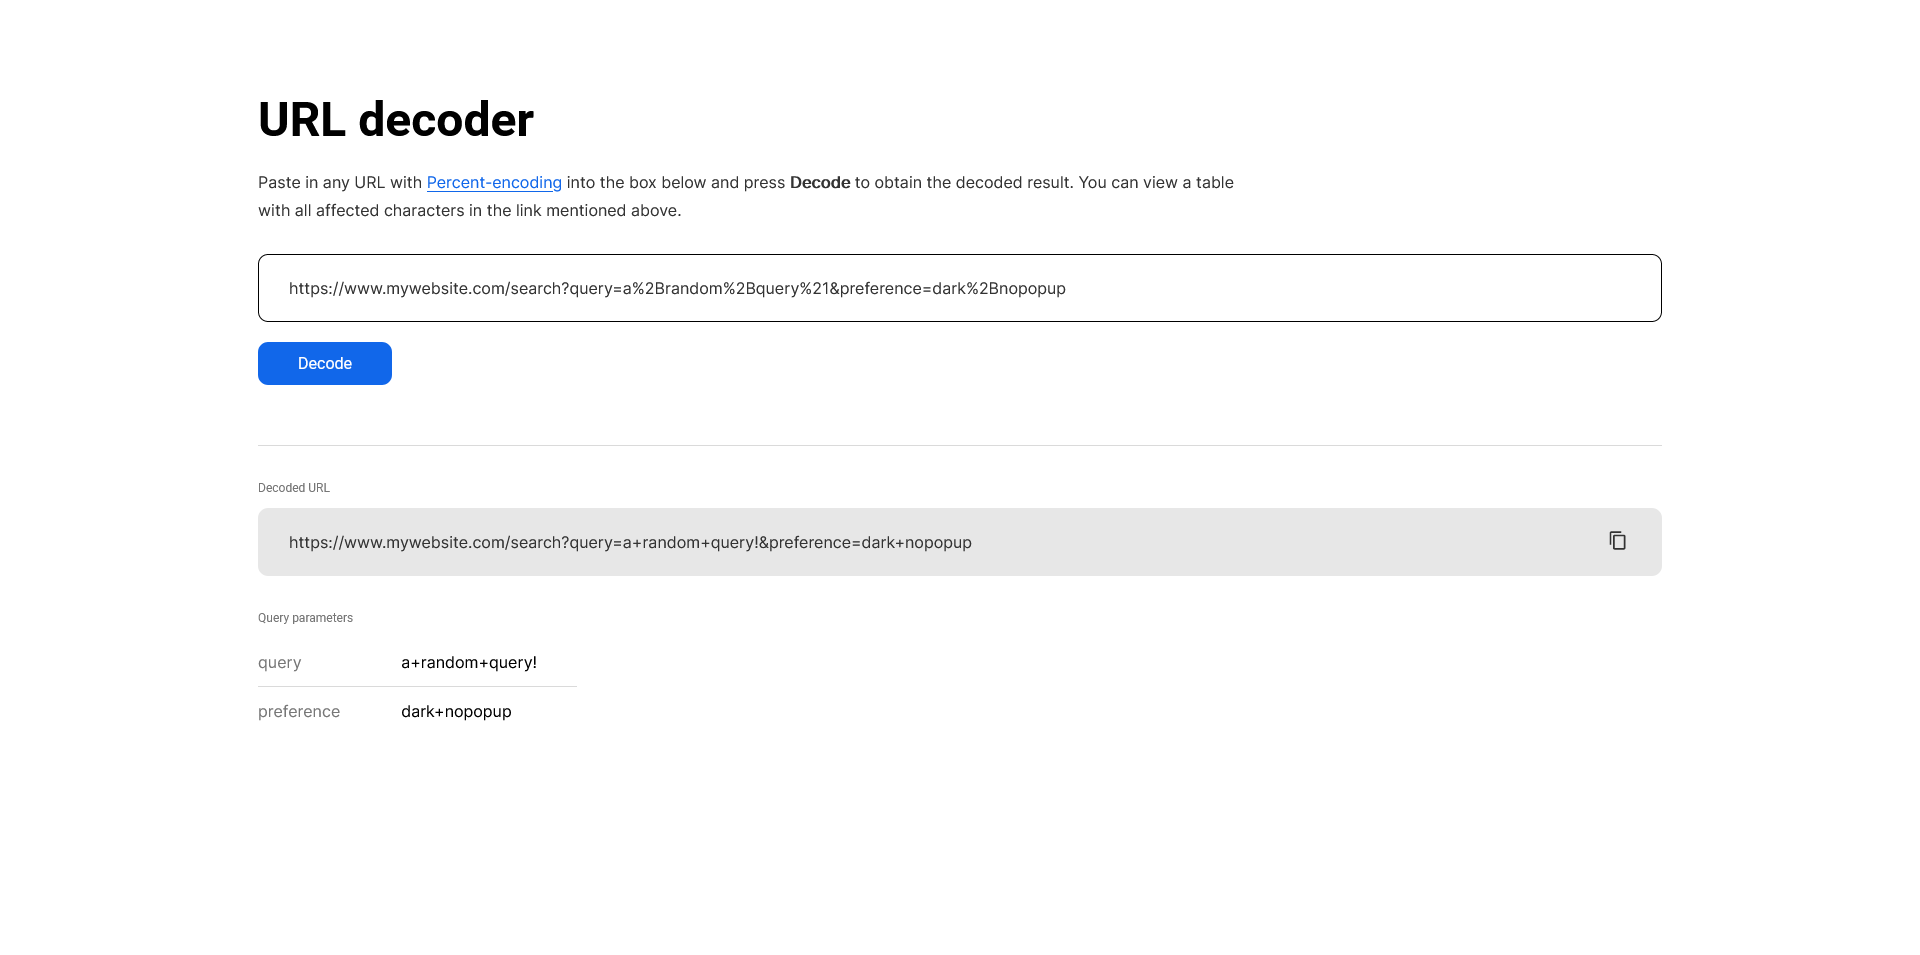 URL decoder
Paste in any URL with Percent-encoding into the box below and press Decode to obtain the decoded result. You can view a table
with all affected characters in the link mentioned above.
https://www.mywebsite.com/search?query=a%2Brandom%2Bquery%21&preference=dark%2Bnopopup
Decode
Decoded URL
https://www.mywebsite.com/search?query=a+random+query!&preference=dark+nopopup
Query parameters
query a+random+query!
preference dark+nopopup